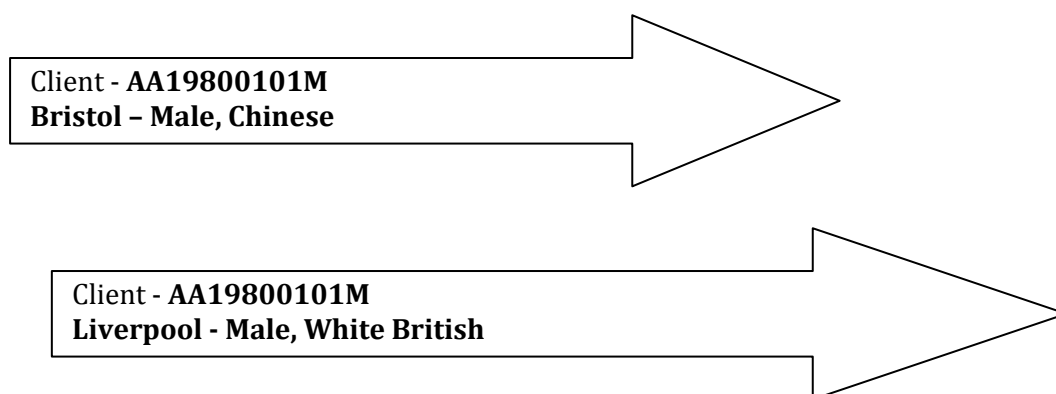 Client - AA19800101M
Bristol – Male, Chinese
Client - AA19800101M
Liverpool - Male, White British